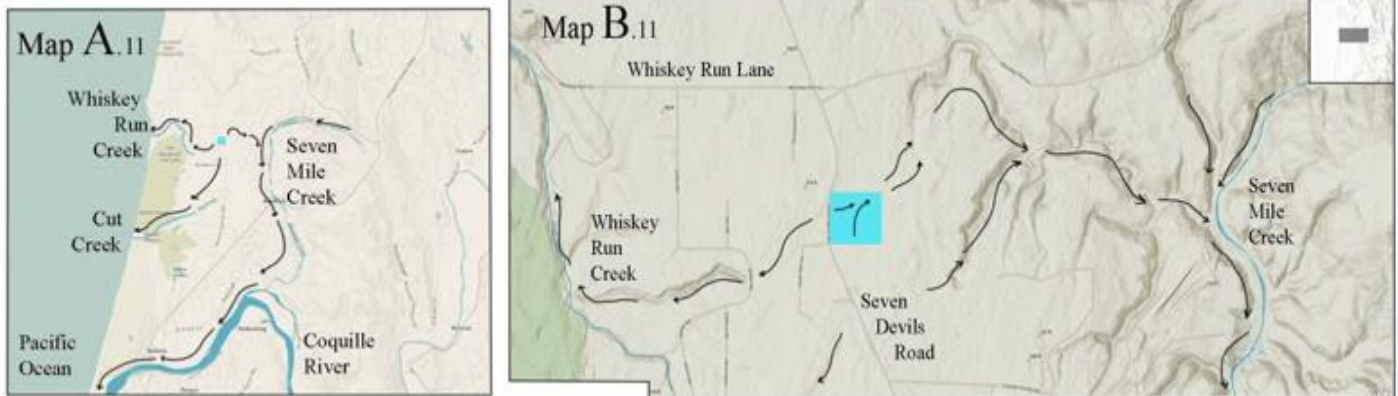 Map A.11
Whiskey
Run
Creek
Seven
Mile
Creek
Cut
Creek
Pacific
Ocean
Coquille
River
Map B.11
Whiskey Run Lane
Whiskey
Run
Creek
Seven
Mile
Creek
Seven
Devils
Road